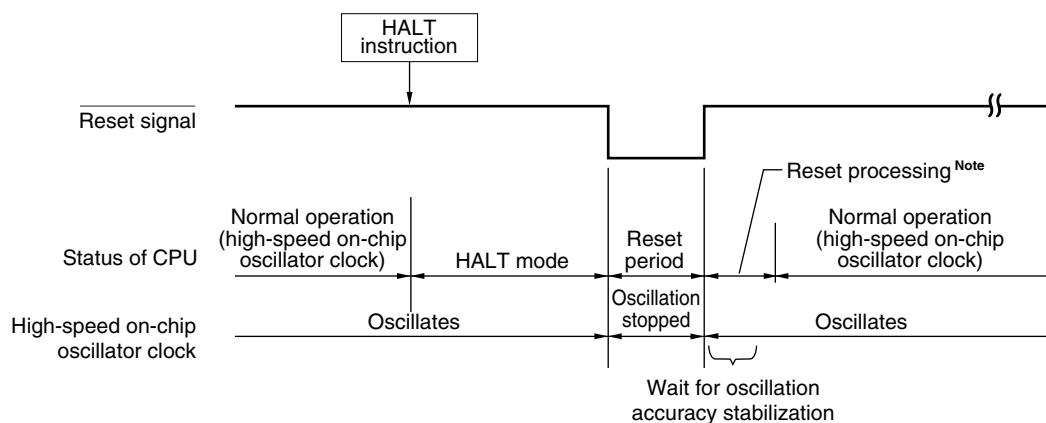 HALT
instruction
Reset signal
Reset processing Note
Normal operation
(high-speed on-chip
oscillator clock)
Status of CPU
HALT mode
Reset
period
Normal operation
(high-speed on-chip
oscillator clock)
High-speed on-chip
oscillator clock
Oscillates
Oscillation
stopped
Oscillates
Wait for oscillation
accuracy stabilization